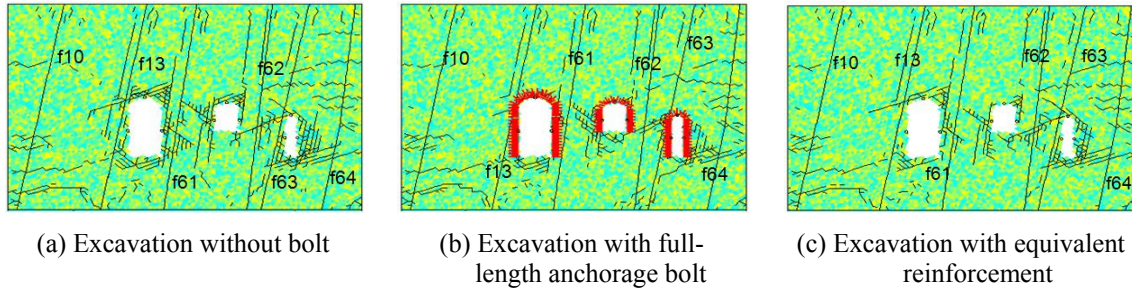 f10
f13
f62
f61
f63
f64
f10
f61
f63
f62
f13
f64
f10
f13
f62
f63
f61
f64
(a) Excavation without bolt
(b) Excavation with full-
length anchorage bolt
(c) Excavation with equivalent
reinforcement